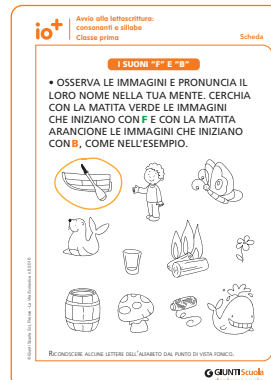 io+
Avvio alla letto­scrittura:
consonanti e sillabe
Classe prima
Scheda
I SUONI "F" E "B"
• OSSERVA LE IMMAGINI E PRONUNCIA IL
LORO NOME NELLA TUA MENTE. CERCHIA
CON LA MATITA VERDE LE IMMAGINI
CHE INIZIANO CON F E CON LA MATITA
ARANCIONE LE IMMAGINI CHE INIZIANO
CON B, COME NELL'ESEMPIO.
RICONOSCERE ALCUNE LETTERE DELL'ALFABETO DAL PUNTO DI VISTA FONICO.
GIUNTI Scuola